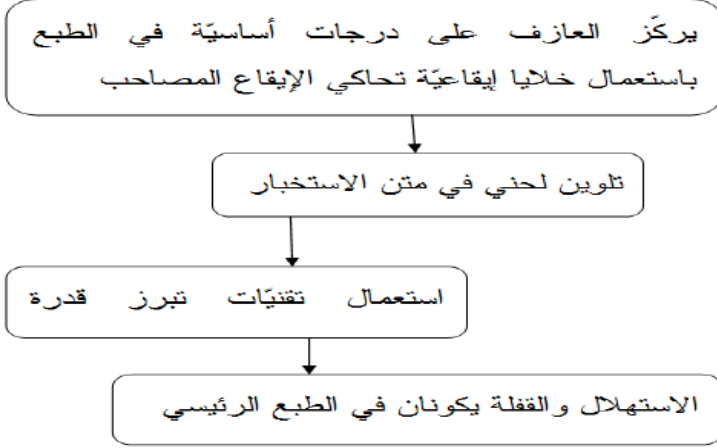 يركّز العازف على درجات أساسيّة في الطبع
باستعمال خلايا إيقاعيّة تحاكي الإيقاع المصاحب
تلوين لحني في متن الاستخبار
استعمال تقنيّات تبرز قدرة
الاستهلال والقفلة يكونان في الطبع الرئيسي